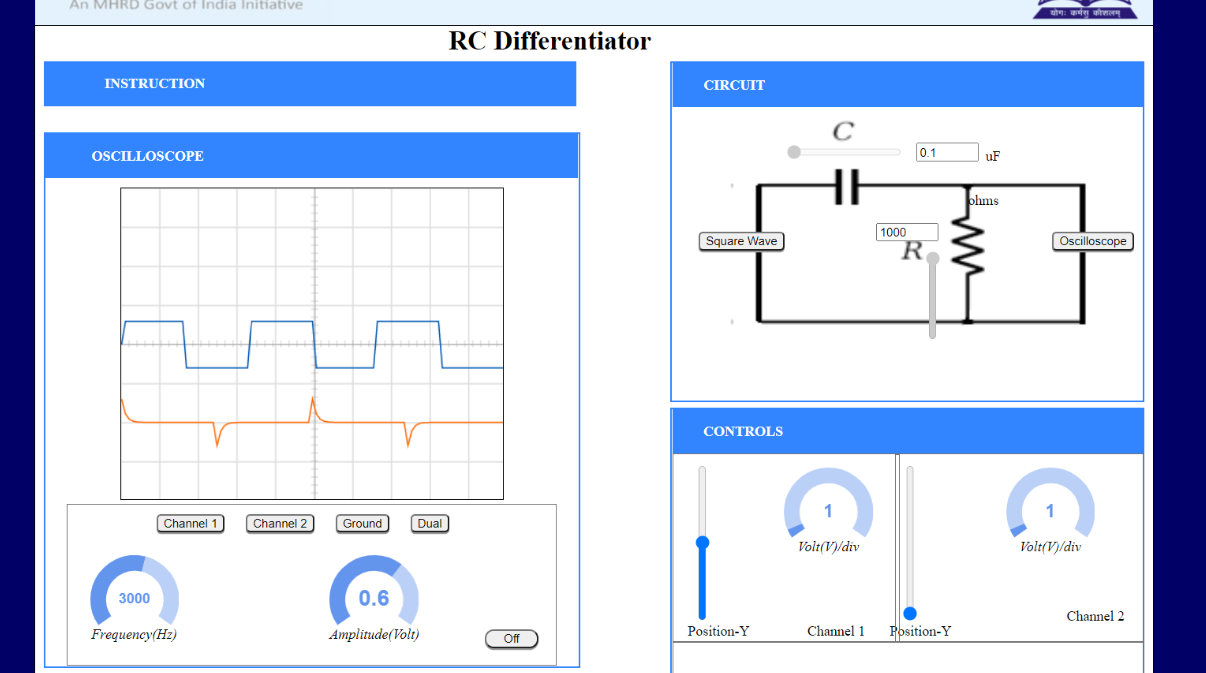 An MHRD Govt of India Initiative
योगः कर्मसु कौशलम्
RC Differentiator
INSTRUCTION
OSCILLOSCOPE
Channel 1
Channel 2
Ground
Dual
3000
Frequency(Hz)
0.6
Amplitude(Volt)
Off
CIRCUIT
C
0.1
uF
ohms
1000
R
Square Wave
Oscilloscope
CONTROLS
1
Volt(V)/div
Position-Y
Channel 1
1
Volt(V)/div
Position-Y
Channel 2